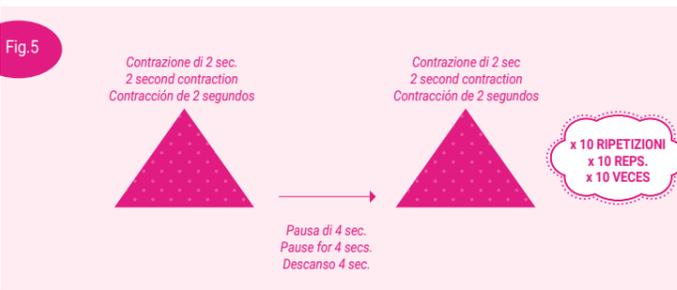 Fig.5
Contrazione di 2 sec.
2 second contraction
Contracción de 2 segundos
Contrazione di 2 sec
2 second contraction
Contracción de 2 segundos
x 10 RIPETIZIONI
x 10 REPS.
x 10 VECES
Pausa di 4 sec.
Pause for 4 secs.
Descanso 4 sec.